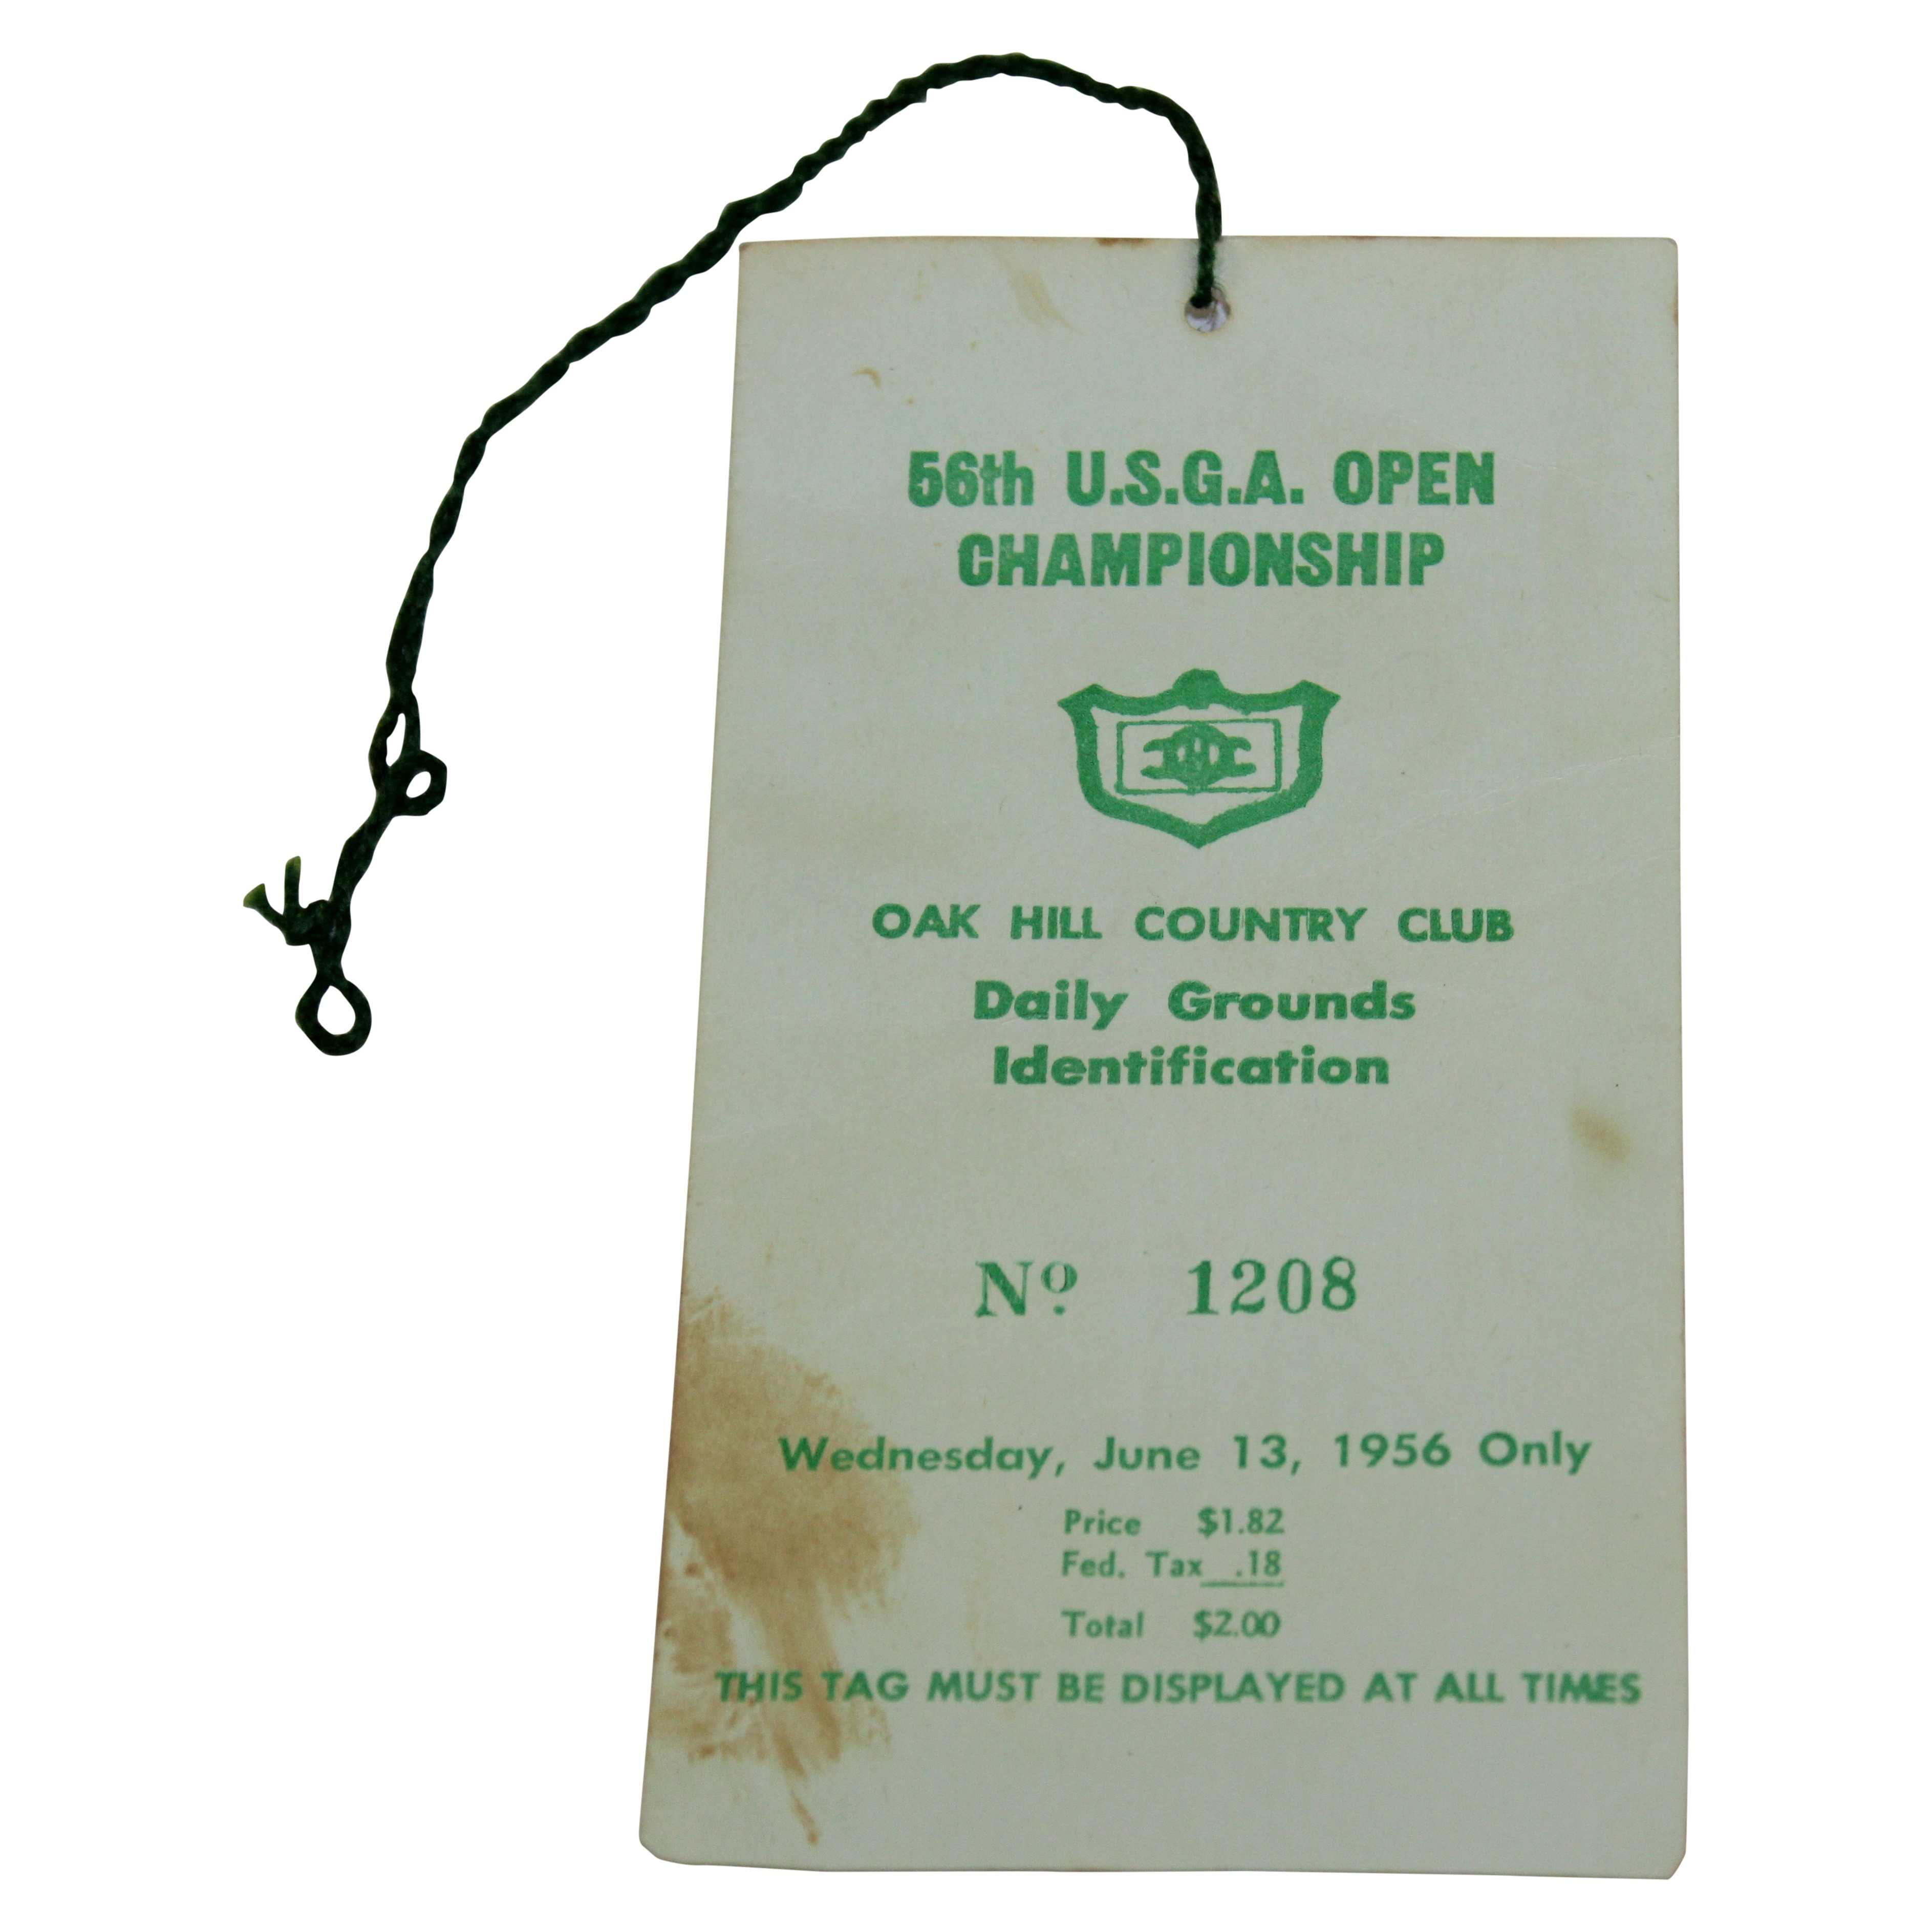 56th U.S.G.A. OPEN
CHAMPIONSHIP
OAK HILL COUNTRY CLUB
Daily Grounds
Identification
Nº 1208
Wednesday, June 13, 1956 Only
Price $1.82
Fed. Tax .18
Total $2.00
THIS TAG MUST BE DISPLAYED AT ALL TIMES